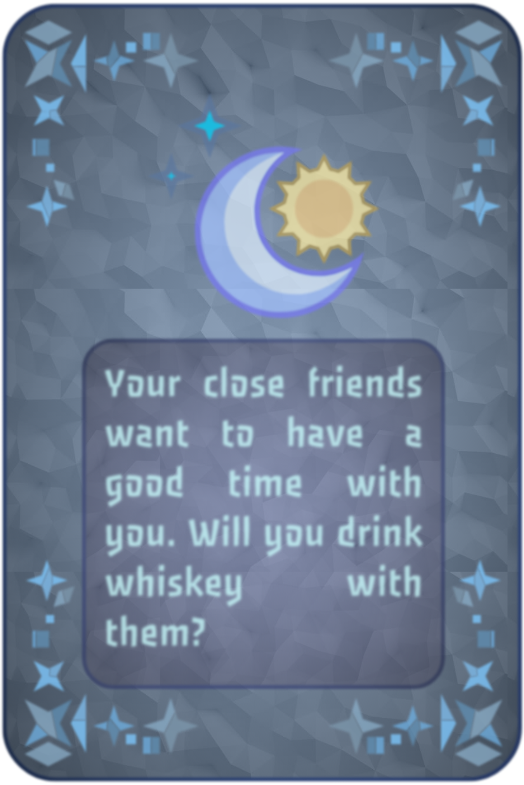 Your close friends
want to have a
good time with
you. Will you drink
whiskey with
them?